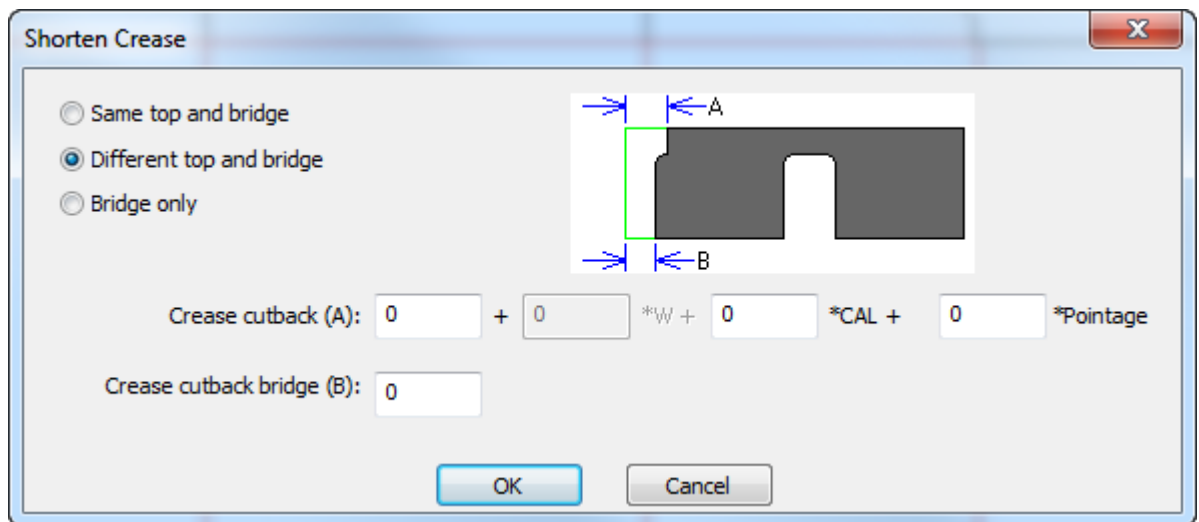 Shorten Crease
Same top and bridge
Different top and bridge
Bridge only
A
B
Crease cutback (A): 0 + 0 *W + 0 *CAL + 0 *Pointage
Crease cutback bridge (B): 0
OK Cancel